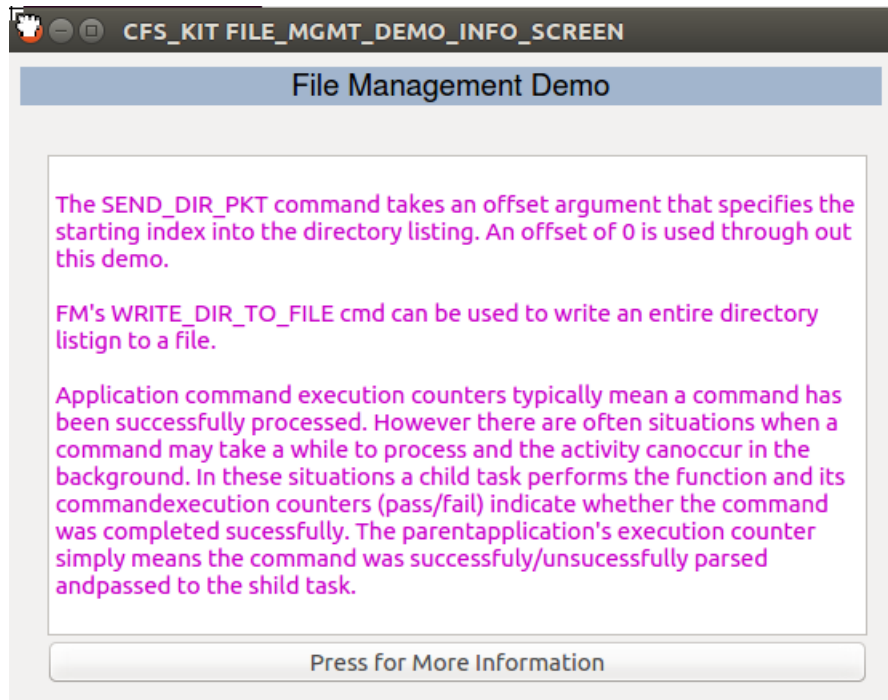 CFS_KIT FILE_MGMT_DEMO_INFO_SCREEN
File Management Demo
The SEND_DIR_PKT command takes an offset argument that specifies the
starting index into the directory listing. An offset of 0 is used through out
this demo.
FM's WRITE_DIR_TO_FILE cmd can be used to write an entire directory
listign to a file.
Application command execution counters typically mean a command has
been successfully processed. However there are often situations when a
command may take a while to process and the activity canoccur in the
background. In these situations a child task performs the function and its
commandexecution counters (pass/fail) indicate whether the command
was completed sucessfully. The parentapplication's execution counter
simply means the command was successfuly/unsucessfully parsed
andpassed to the shild task.
Press for More Information